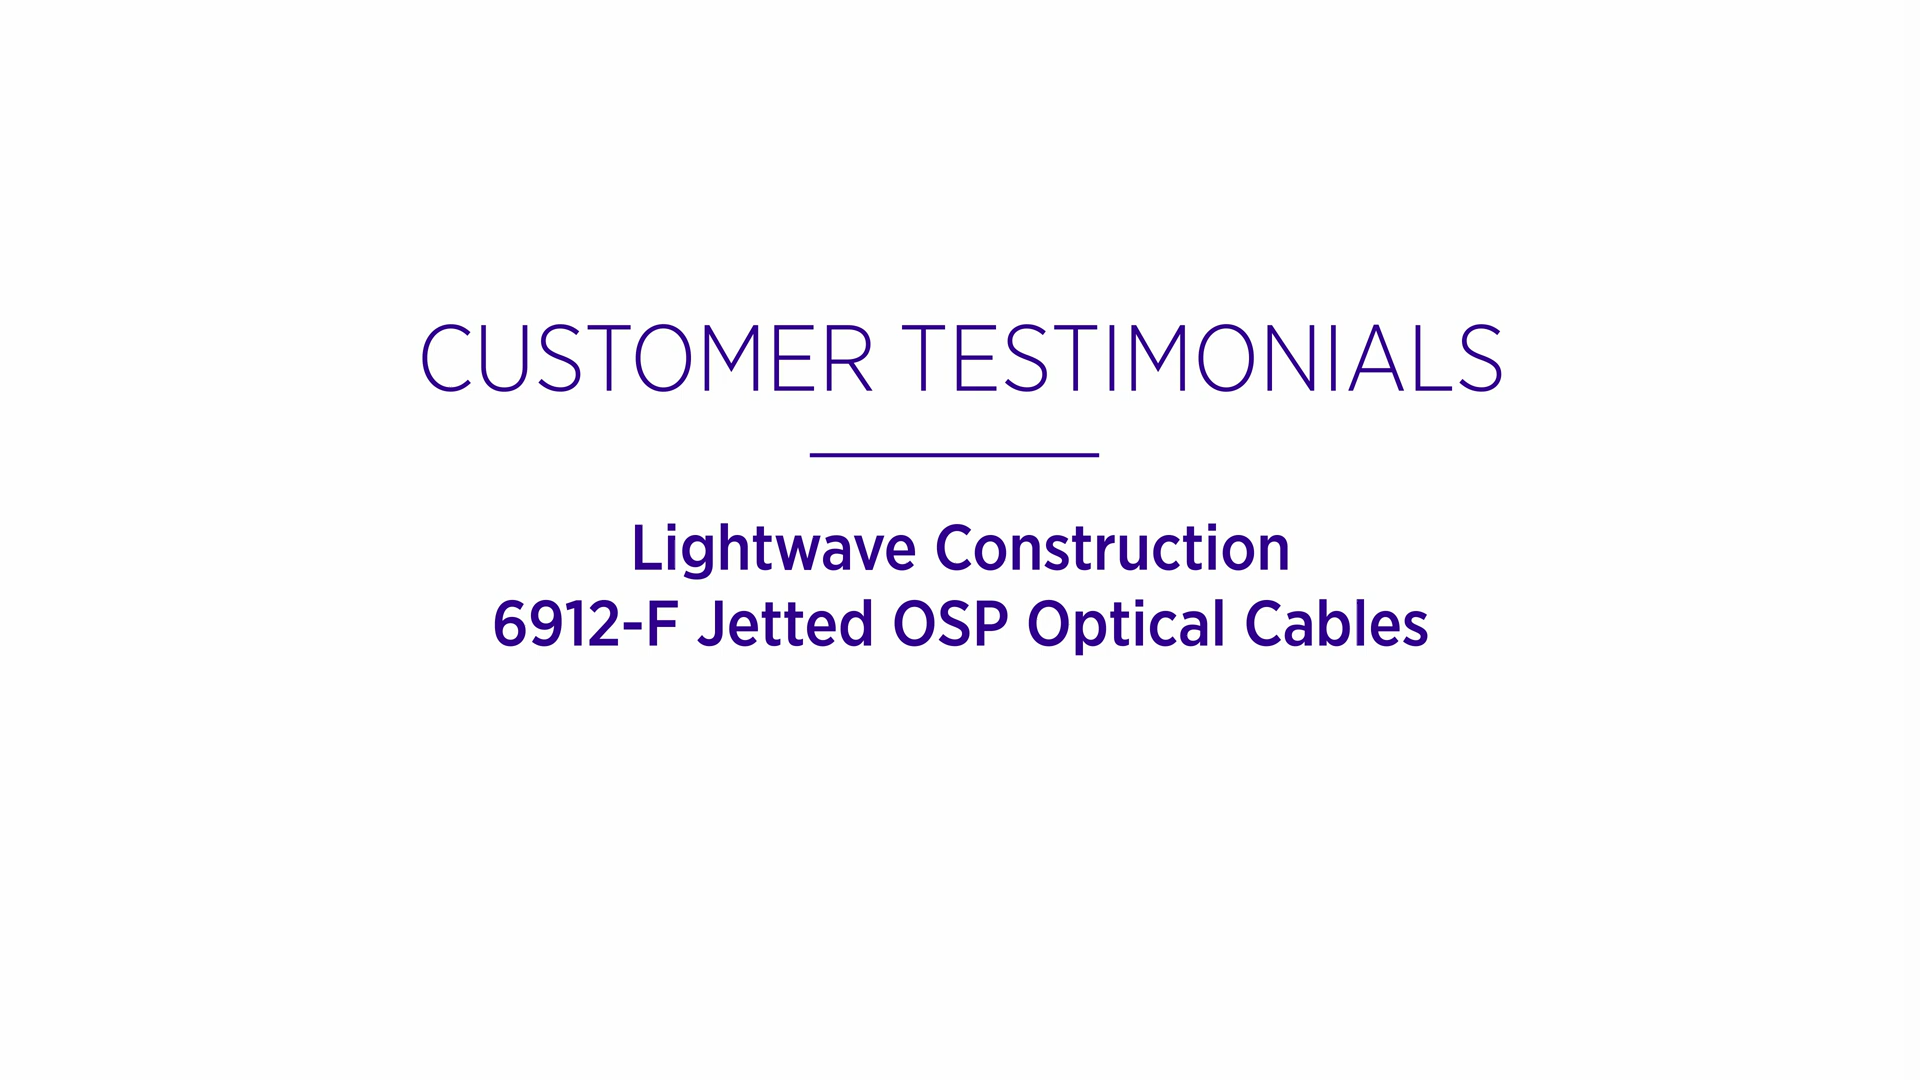 CUSTOMER TESTIMONIALS
Lightwave Construction
6912-F Jetted OSP Optical Cables